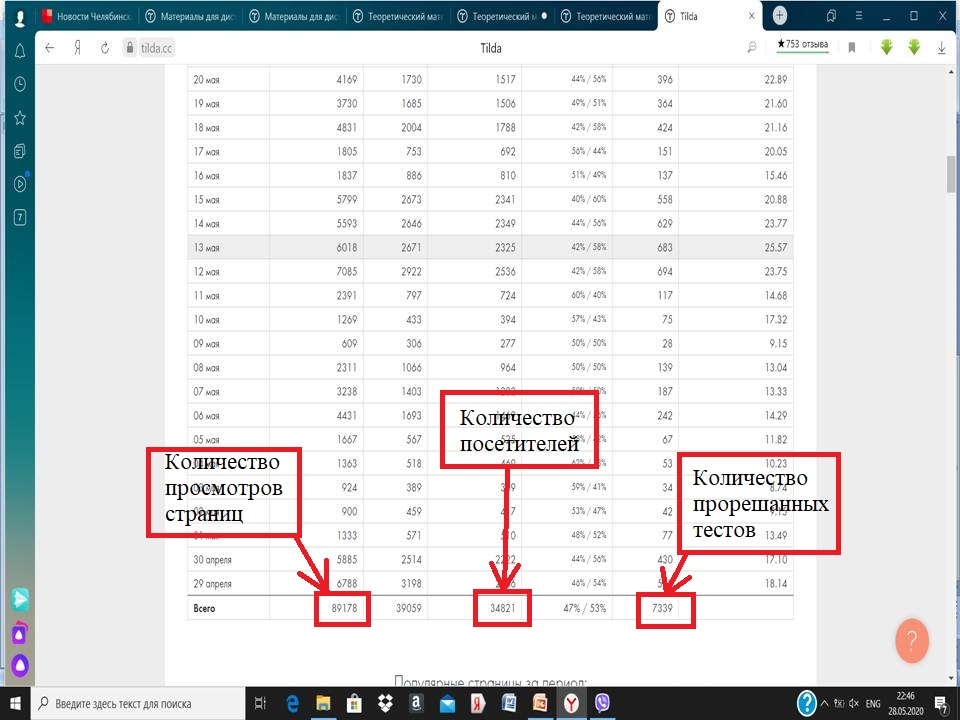 Новости Челябинск
Материалы для дис
Материалы для дис
Теоретический мат
Теоретический м
Теоретический мат
Tilda
tilda.cc
Tilda
★753 отзыва
20 мая 4169 1730 1517 44% / 56% 396 22.89
19 мая 3730 1685 1506 49% / 51% 364 21.60
18 мая 4831 2004 1788 42% / 58% 424 21.16
17 мая 1805 753 692 56% / 44% 151 20.05
16 мая 1837 886 810 51% / 49% 137 15.46
15 мая 5799 2673 2341 40% / 60% 558 20.88
14 мая 5593 2646 2349 44% / 56% 629 23.77
13 мая 6018 2671 2325 42% / 58% 683 25.57
12 мая 7085 2922 2536 42% / 58% 694 23.75
11 мая 2391 797 724 60% / 40% 117 14.68
10 мая 1269 433 394 57% / 43% 75 17.32
09 мая 609 306 277 50% / 50% 28 9.15
08 мая 2311 1066 964 50% / 50% 139 13.04
07 мая 3238 1403 187 13.33
06 мая 4431 1693 242 14.29
05 мая 1667 567 67 11.82
1363 518 53 10.23
924 389 59% / 41% 34 8.74
900 459 53% / 47% 42
1333 571 48% / 52% 77 13.49
30 апреля 5885 2514 44% / 56% 430 17.10
29 апреля 6788 3198 46% / 54% 18.14
Всего 89178 39059 34821 47% / 53% 7339
Количество
просмотров
страниц
Количество
посетителей
Количество
прорешанных
тестов
Популярные страницы за период:
?
7
Введите здесь текст для поиска
ENG
22:46
28.05.2020
7